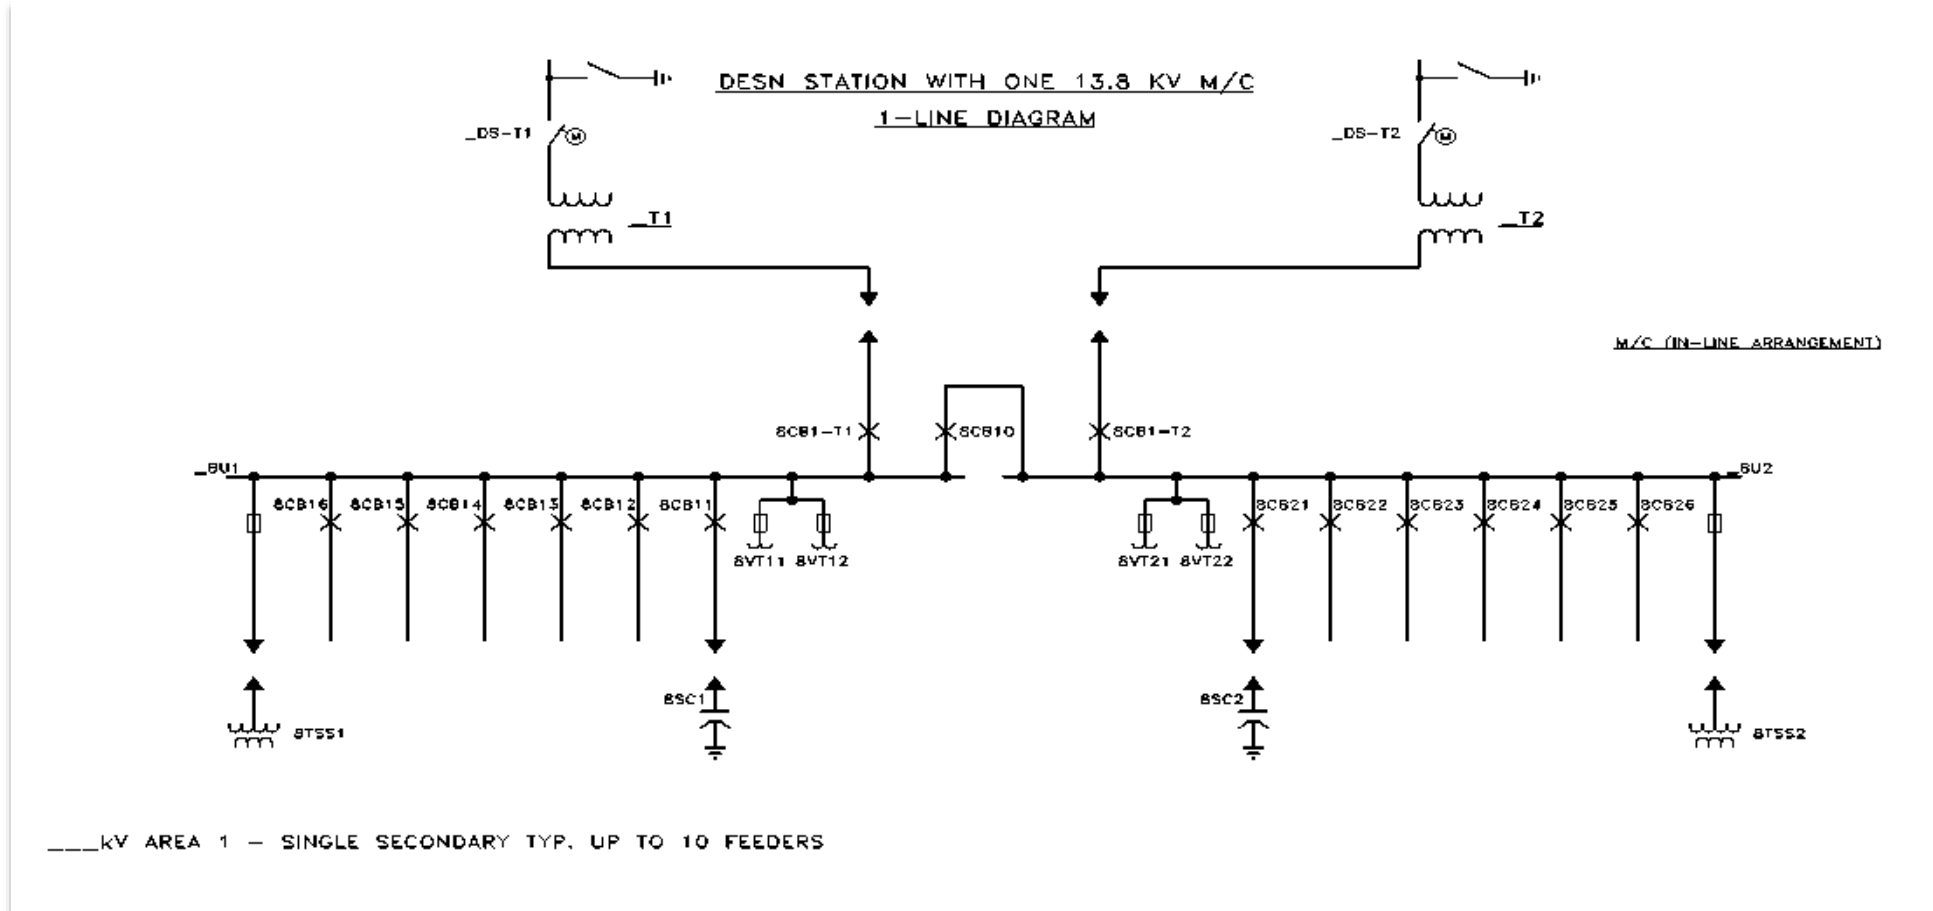 DESN STATION WITH ONE 13.8 KV M/C
1-LINE DIAGRAM
_DS-T1
M
_DS-T2
M
_T1
_T2
M/C (IN-LINE ARRANGEMENT)
8CB1-T1
8CB10
8CB1-T2
_8U1
_8U2
8CB16
8CB15
8CB14
8CB13
8CB12
8CB11
8CB21
8CB22
8CB23
8CB24
8CB25
8CB26
8VT11
8VT12
8VT21
8VT22
8SC1
8SC2
8TSS1
8TSS2
___kV AREA 1 - SINGLE SECONDARY TYP. UP TO 10 FEEDERS